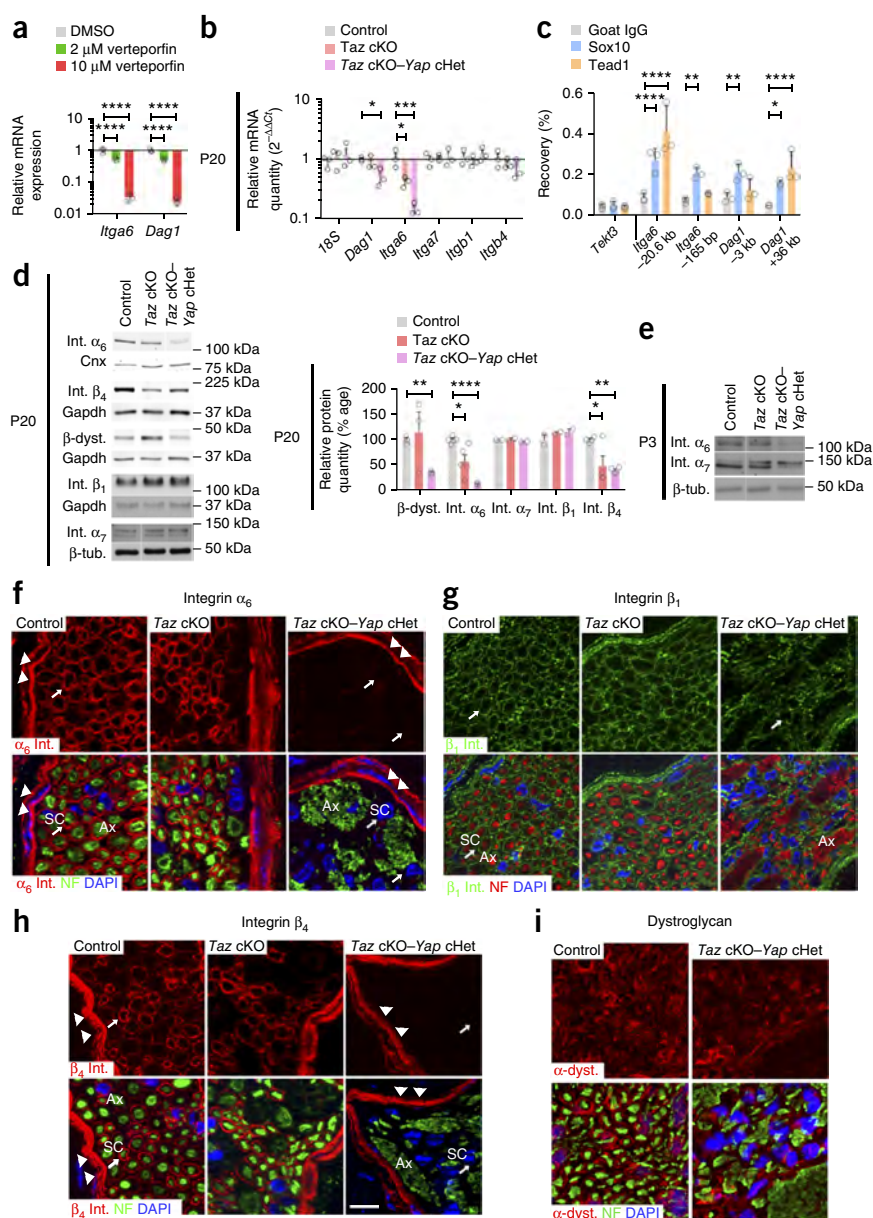 a
DMSO
2 μM verteporfin
10 μM verteporfin
Relative mRNA
expression
10
1
0.1
0.01
**** ****
**** ****
Itga6 Dag1
b
Control
Taz cKO
Taz cKO–Yap cHet
P20
Relative mRNA
quantity (2^−ΔΔCt)
10
1
0.1
* ***
*
18S Dag1 Itga6 Itga7 Itgb1 Itgb4
c
Goat IgG
Sox10
Tead1
Recovery (%)
0.6
0.4
0.2
0.0
**** ** ** ****
**** *
Tekt3
Itga6
–20.6 kb
Itga6
–165 bp
Dag1
–3 kb
Dag1
+36 kb
d
P20
Control
Taz cKO
Taz cKO–
Yap cHet
Int. α6
100 kDa
Cnx
75 kDa
225 kDa
Int. β4
Gapdh
37 kDa
50 kDa
β-dyst.
Gapdh
37 kDa
Int. β1
100 kDa
Gapdh
37 kDa
150 kDa
Int. α7
β-tub.
50 kDa
Control
Taz cKO
Taz cKO–Yap cHet
P20
Relative protein
quantity (% age)
200
150
100
50
0
** **** **
* *
β-dyst. Int. α6 Int. α7 Int. β1 Int. β4
e
P3
Control
Taz cKO
Taz cKO–
Yap cHet
Int. α6
100 kDa
Int. α7
150 kDa
β-tub.
50 kDa
f
Integrin α6
Control Taz cKO Taz cKO–Yap cHet
α6 Int.
SC Ax Ax SC
α6 Int. NF DAPI
g
Integrin β1
Control Taz cKO Taz cKO–Yap cHet
β1 Int.
SC Ax Ax
β1 Int. NF DAPI
h
Integrin β4
Control Taz cKO Taz cKO–Yap cHet
β4 Int.
Ax SC Ax SC
β4 Int. NF DAPI
i
Dystroglycan
Control Taz cKO–Yap cHet
α-dyst.
α-dyst. NF DAPI